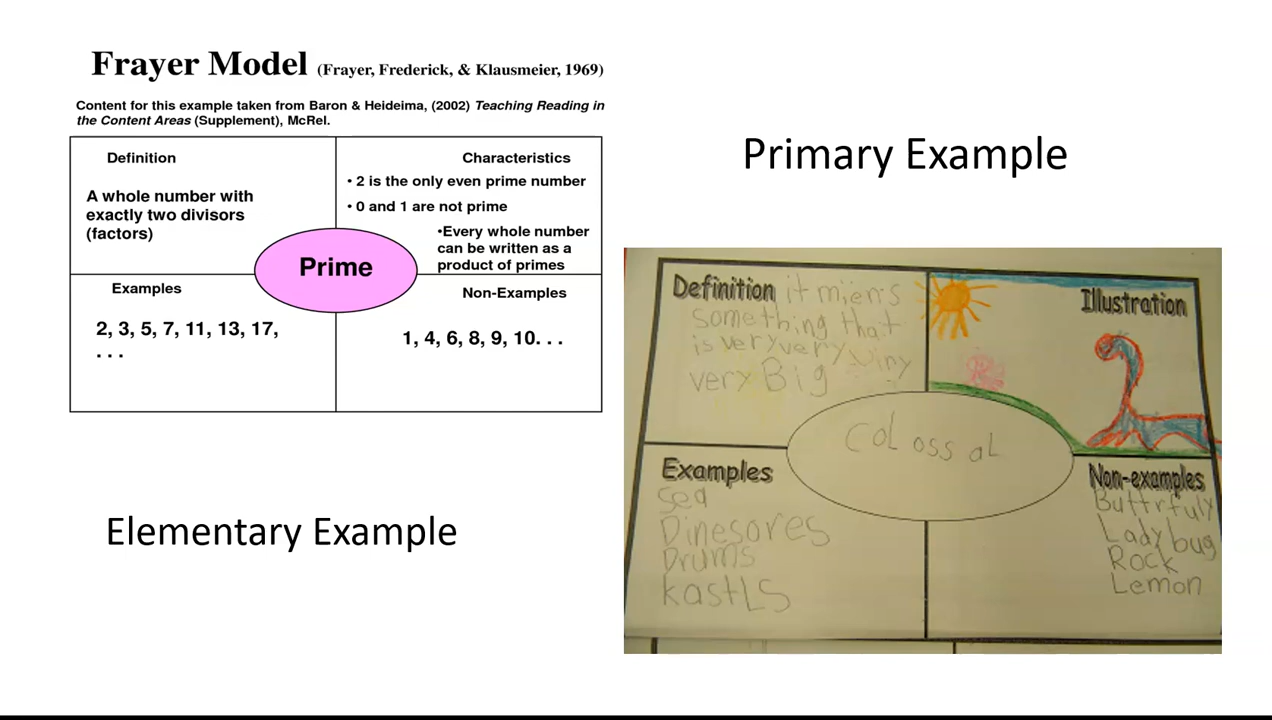 Frayer Model (Frayer, Frederick, & Klausmeier, 1969)
Content for this example taken from Baron & Heideima, (2002) Teaching Reading in
the Content Areas (Supplement), McRel.
Definition
A whole number with
exactly two divisors
(factors)
Characteristics
• 2 is the only even prime number
• 0 and 1 are not prime
•Every whole number
can be written as a
product of primes
Prime
Examples
2, 3, 5, 7, 11, 13, 17,
. . .
Non-Examples
1, 4, 6, 8, 9, 10. . .
Elementary Example
Primary Example
Definition it miens
something that
is very very
very Big
Illustration
COLOSSAL
Examples
sea
Dinesores
Drums
kastLS
Non-examples
Buttrfuly
Lady bug
Rock
Lemon